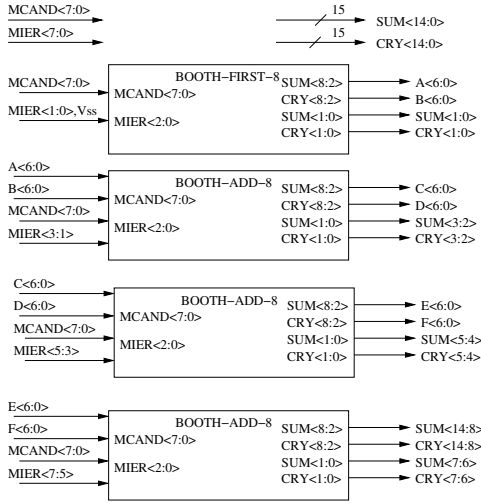 MCAND<7:0> 15 SUM<14:0>
MIER<7:0> 15 CRY<14:0>
BOOTH-FIRST-8
MCAND<7:0> MCAND<7:0> SUM<8:2> A<6:0>
CRY<8:2> B<6:0>
MIER<1:0>,Vss MIER<2:0> SUM<1:0> SUM<1:0>
CRY<1:0> CRY<1:0>
A<6:0> BOOTH-ADD-8
B<6:0> MCAND<7:0> SUM<8:2> C<6:0>
CRY<8:2> D<6:0>
MCAND<7:0> MIER<2:0> SUM<1:0> SUM<3:2>
MIER<3:1> CRY<1:0> CRY<3:2>
C<6:0> BOOTH-ADD-8
D<6:0> MCAND<7:0> SUM<8:2> E<6:0>
CRY<8:2> F<6:0>
MCAND<7:0> MIER<2:0> SUM<1:0> SUM<5:4>
MIER<5:3> CRY<1:0> CRY<5:4>
E<6:0> BOOTH-ADD-8
F<6:0> MCAND<7:0> SUM<8:2> SUM<14:8>
CRY<8:2> CRY<14:8>
MCAND<7:0> MIER<2:0> SUM<1:0> SUM<7:6>
MIER<7:5> CRY<1:0> CRY<7:6>